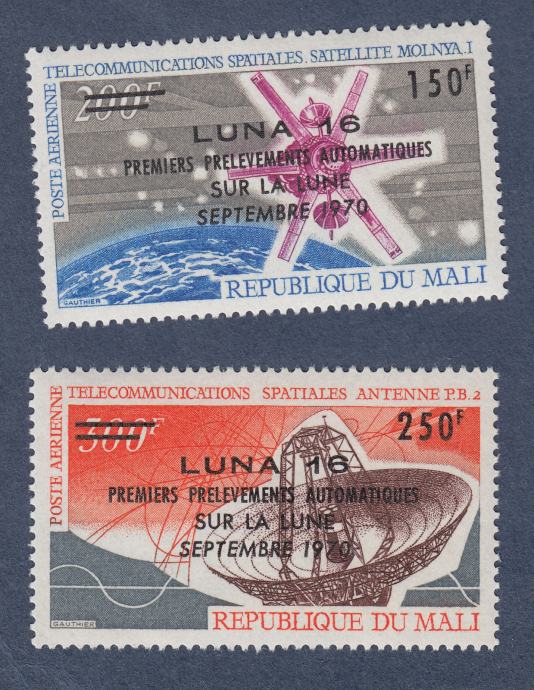 TELECOMMUNICATIONS SPATIALES. SATELLITE MOLNYA.I
POSTE AERIENNE
200F
150F
LUNA 16
PREMIERS PRELEVEMENTS AUTOMATIQUES
SUR LA LUNE
SEPTEMBRE 1970
GAUTHIER
REPUBLIQUE DU MALI
TELECOMMUNICATIONS SPATIALES ANTENNE P.B.2
POSTE AERIENNE
300F
250F
LUNA 16
PREMIERS PRELEVEMENTS AUTOMATIQUES
SUR LA LUNE
SEPTEMBRE 1970
GAUTHIER
REPUBLIQUE DU MALI